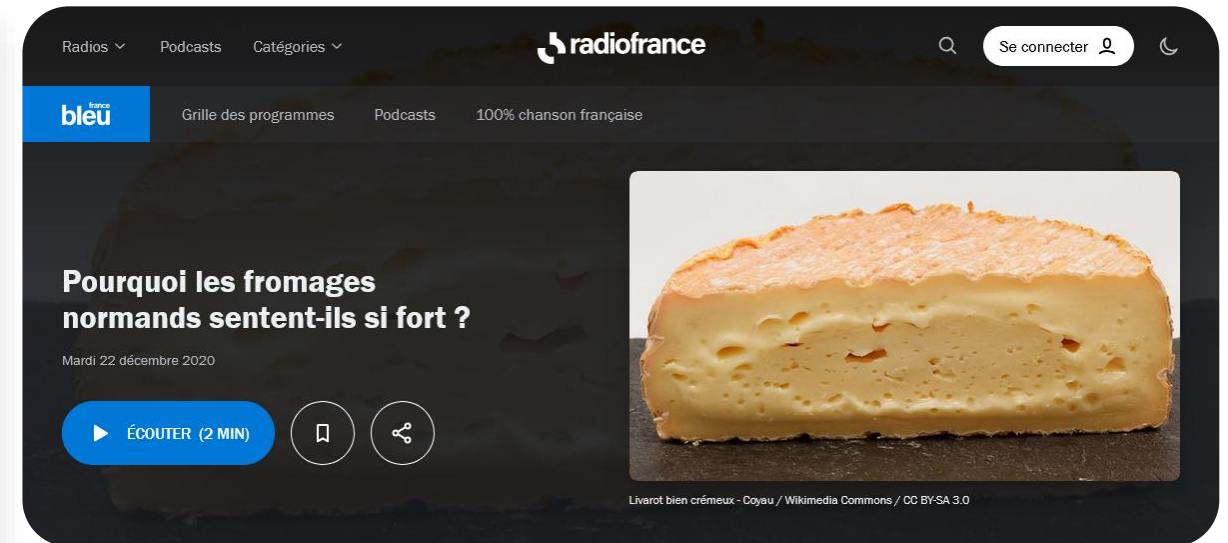 Radios
Podcasts
Catégories
radiofrance
Se connecter
france
bleu
Grille des programmes
Podcasts
100% chanson française
Pourquoi les fromages
normands sentent-ils si fort ?
Mardi 22 décembre 2020
ÉCOUTER (2 MIN)
Livarot bien crémeux - Coyau / Wikimedia Commons / CC BY-SA 3.0